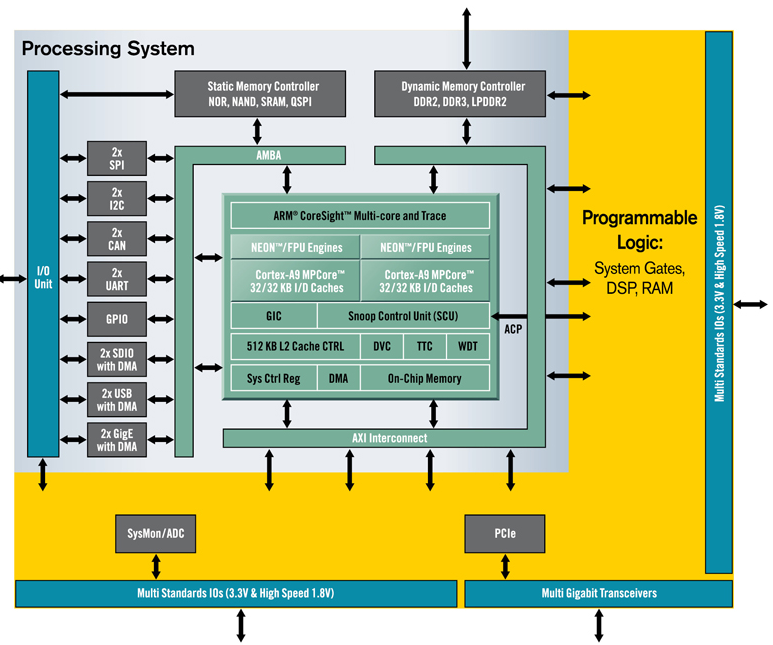 Processing System
Static Memory Controller
NOR, NAND, SRAM, QSPI
Dynamic Memory Controller
DDR2, DDR3, LPDDR2
AMBA
I/O
Unit
2x
SPI
2x
I2C
2x
CAN
2x
UART
GPIO
2x SDIO
with DMA
2x USB
with DMA
2x GigE
with DMA
ARM® CoreSight™ Multi-core and Trace
NEON™/FPU Engines
NEON™/FPU Engines
Cortex-A9 MPCore™
32/32 KB I/D Caches
Cortex-A9 MPCore™
32/32 KB I/D Caches
GIC
Snoop Control Unit (SCU)
512 KB L2 Cache CTRL
DVC
TTC
WDT
Sys Ctrl Reg
DMA
On-Chip Memory
ACP
AXI Interconnect
Programmable
Logic:
System Gates,
DSP, RAM
Multi Standards IOs (3.3V & High Speed 1.8V)
SysMon/ADC
PCIe
Multi Standards IOs (3.3V & High Speed 1.8V)
Multi Gigabit Transceivers